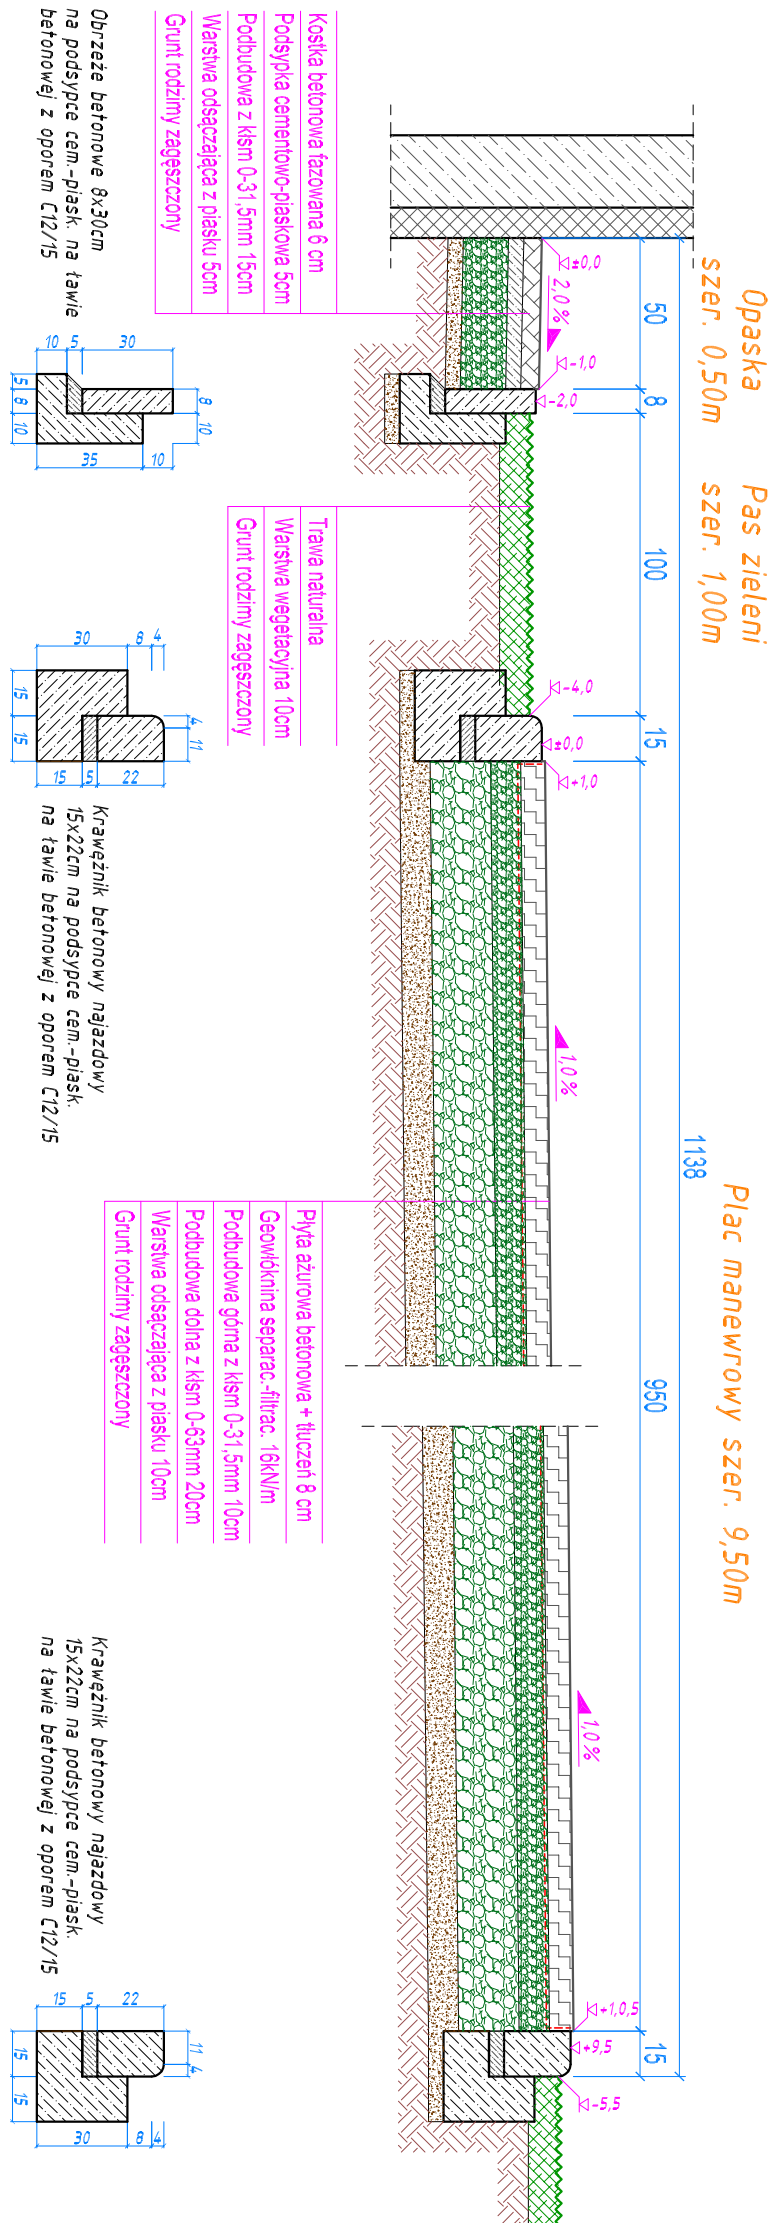 Opaska
szer. 0,50m
Pas zieleni
szer. 1,00m
Plac manewrowy szer. 9,50m
1138
50
8
100
15
950
15
±0,0
2,0%
-1,0
-2,0
-4,0
±0,0
+1,0
1,0%
1,0%
+1,0,5
+9,5
-5,5
Kostka betonowa fazowana 6 cm
Podsypka cementowo-piaskowa 5cm
Podbudowa z kłsm 0-31,5mm 15cm
Warstwa odsączająca z piasku 5cm
Grunt rodzimy zagęszczony
Trawa naturalna
Warstwa wegetacyjna 10cm
Grunt rodzimy zagęszczony
Płyta ażurowa betonowa + tłuczeń 8 cm
Geowłóknina separac.-filtrac. 16kN/m
Podbudowa górna z kłsm 0-31,5mm 10cm
Podbudowa dolna z kłsm 0-63mm 20cm
Warstwa odsączająca z piasku 10cm
Grunt rodzimy zagęszczony
Obrzeże betonowe 8x30cm
na podsypce cem.-piask. na ławie
betonowej z oporem C12/15
10
5
30
5
8
10
8
10
35
10
30
8
4
15
15
4
11
15
5
22
Krawężnik betonowy najazdowy
15x22cm na podsypce cem.-piask.
na ławie betonowej z oporem C12/15
Krawężnik betonowy najazdowy
15x22cm na podsypce cem.-piask.
na ławie betonowej z oporem C12/15
15
5
22
15
15
11
4
30
8
4